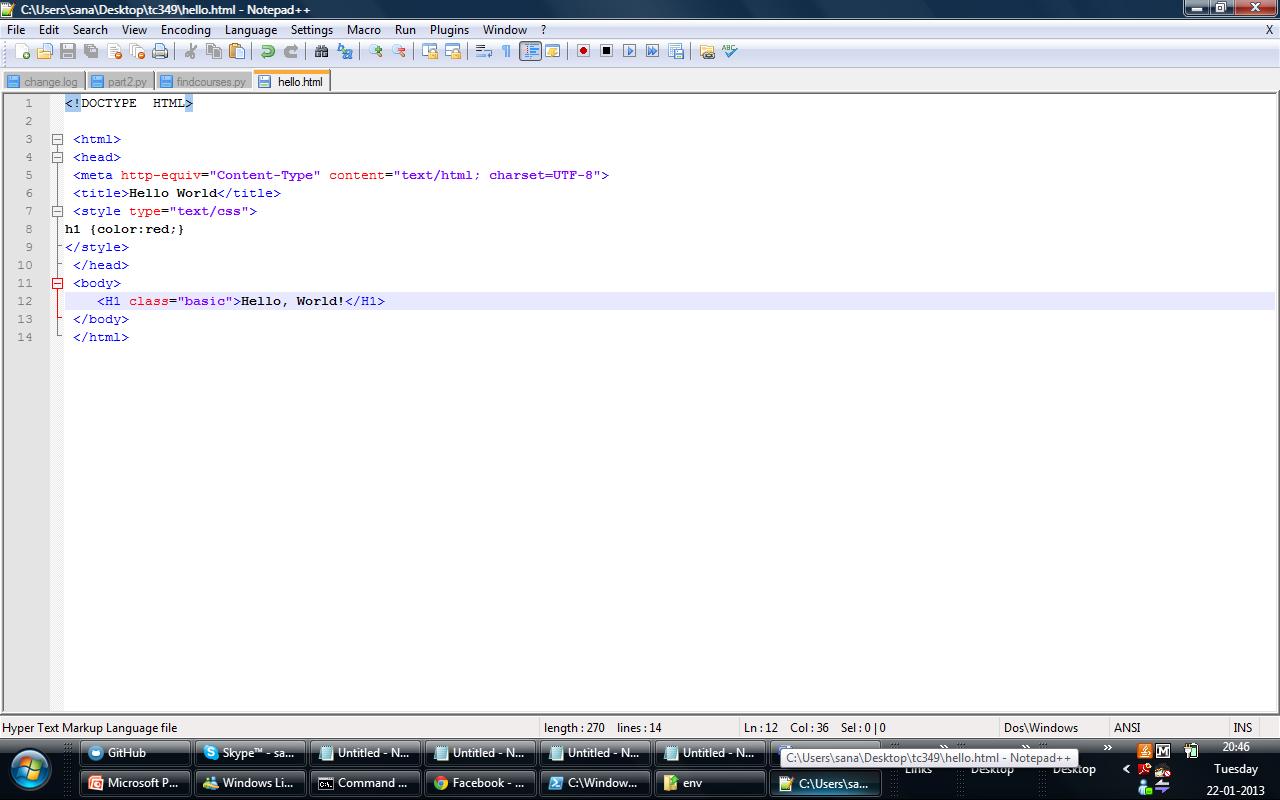 C:\Users\sana\Desktop\tc349\hello.html - Notepad++
File Edit Search View Encoding Language Settings Macro Run Plugins Window ? X
change.log part2.py findcourses.py hello.html
1 <!DOCTYPE  HTML>
2
3 <html>
4 <head>
5 <meta http-equiv="Content-Type" content="text/html; charset=UTF-8">
6 <title>Hello World</title>
7 <style type="text/css">
8 h1 {color:red;}
9 </style>
10 </head>
11 <body>
12 <H1 class="basic">Hello, World!</H1>
13 </body>
14 </html>
Hyper Text Markup Language file length : 270 lines : 14 Ln : 12 Col : 36 Sel : 0 | 0 Dos\Windows ANSI INS
GitHub Skype™ - sa... Untitled - N... Untitled - N... Untitled - N... Untitled - N... » » » 20:46
C:\Users\sana\Desktop\tc349\hello.html - Notepad++
Links Desktop Desktop Tuesday
Microsoft P... Windows Li... Command ... Facebook - ... C:\Window... env C:\Users\sa... 22-01-2013